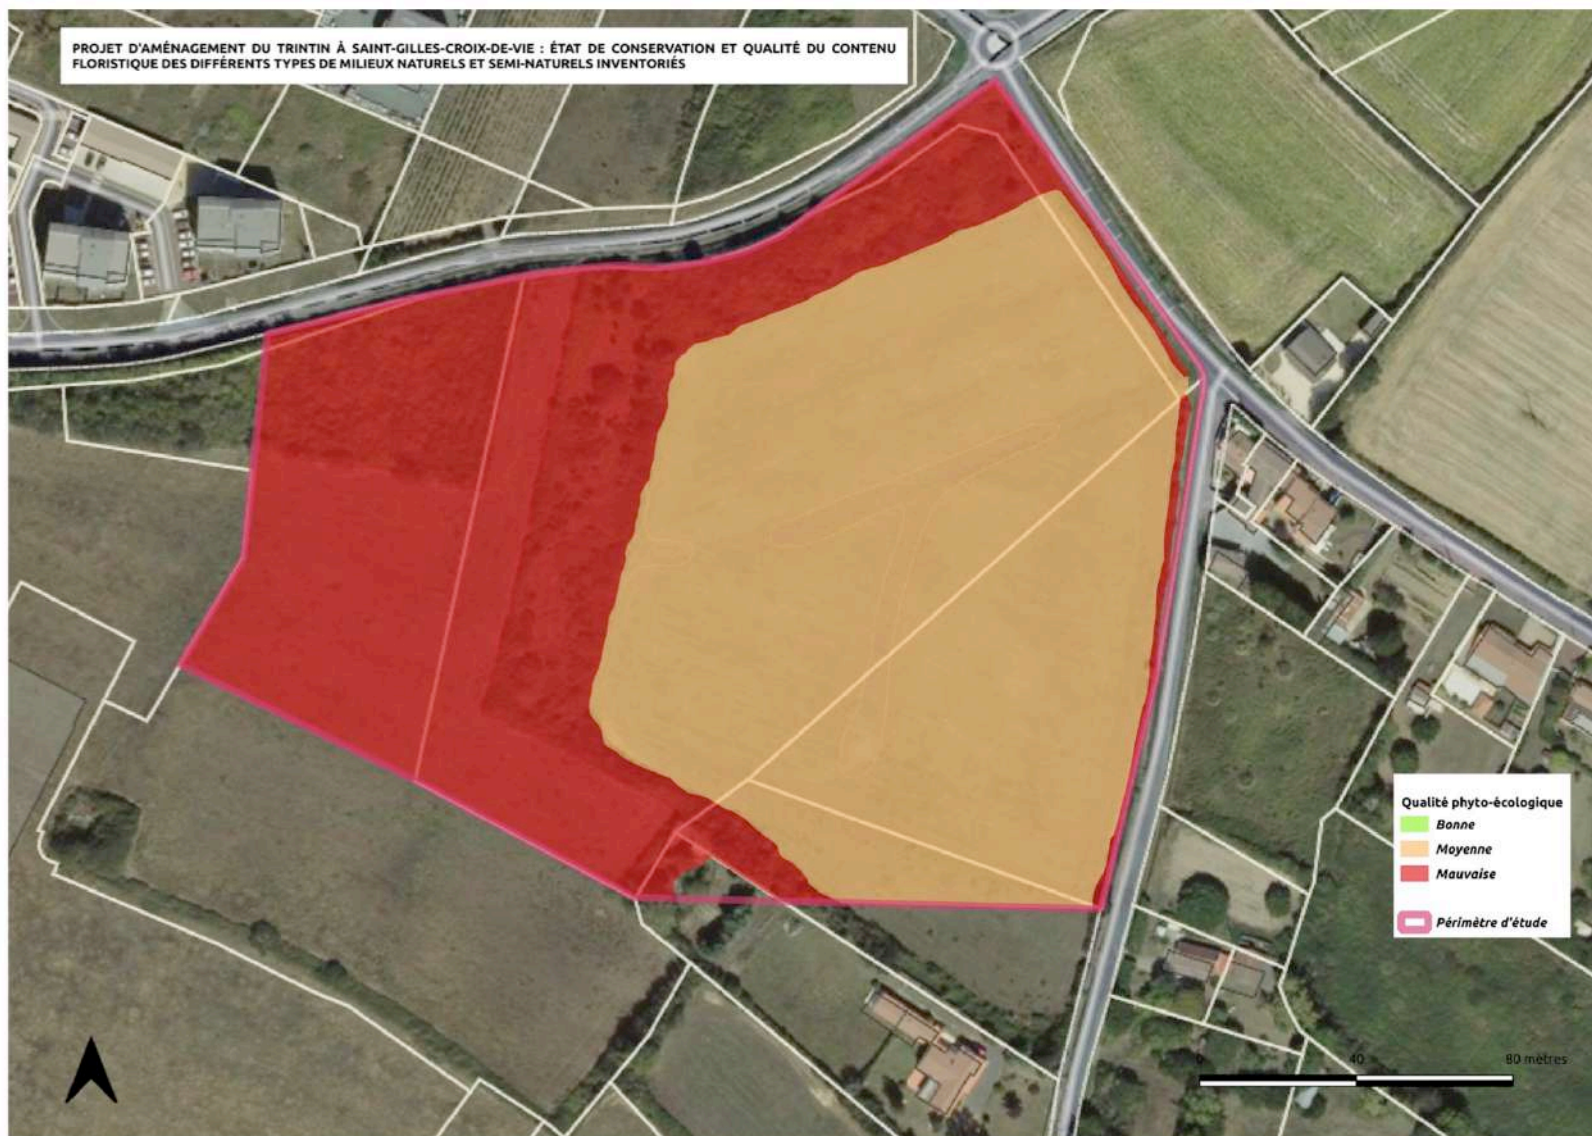 PROJET D'AMÉNAGEMENT DU TRINTIN À SAINT-GILLES-CROIX-DE-VIE : ÉTAT DE CONSERVATION ET QUALITÉ DU CONTENU
FLORISTIQUE DES DIFFÉRENTS TYPES DE MILIEUX NATURELS ET SEMI-NATURELS INVENTORIÉS
Qualité phyto-écologique
Bonne
Moyenne
Mauvaise
Périmètre d'étude
0 40 80 mètres